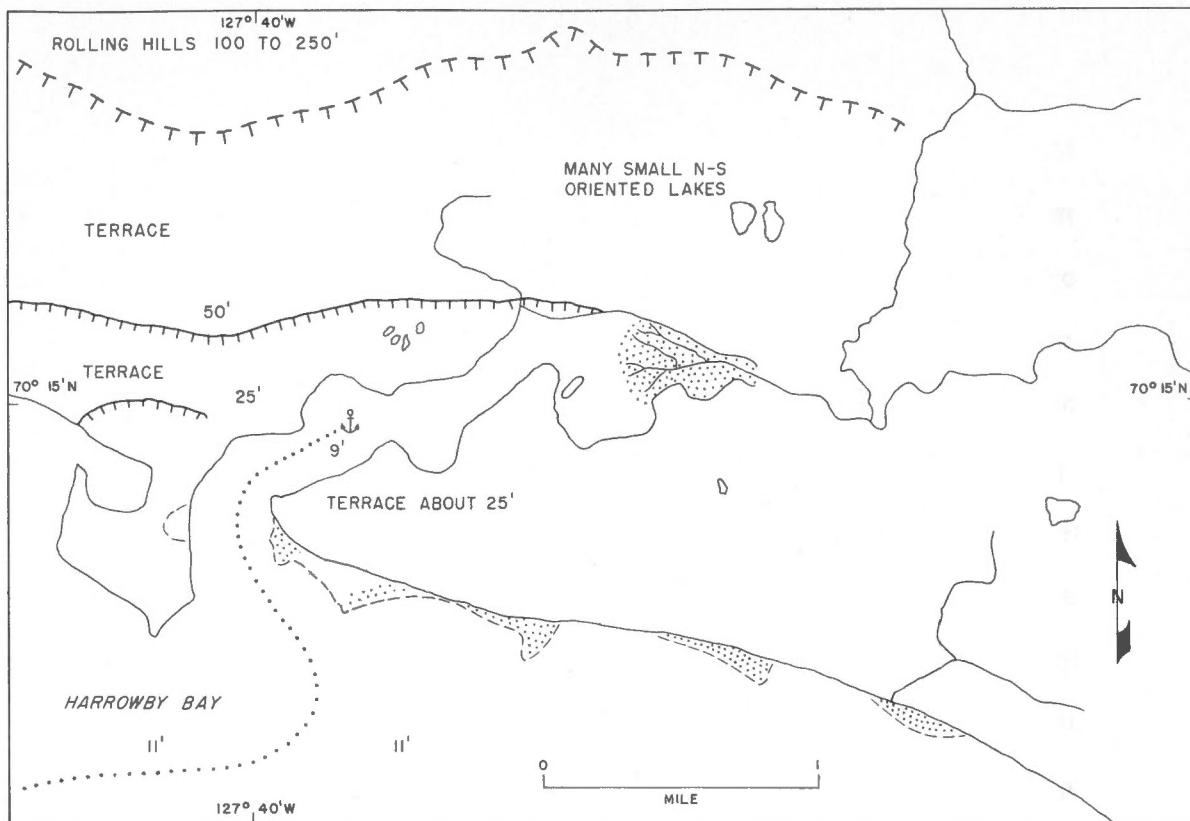 127° 40'W
ROLLING HILLS 100 TO 250'
MANY SMALL N-S
ORIENTED LAKES
TERRACE
50'
TERRACE
70° 15'N
25'
70° 15'N
9'
TERRACE ABOUT 25'
N
HARROWBY BAY
11'
11'
0
1
MILE
127° 40'W